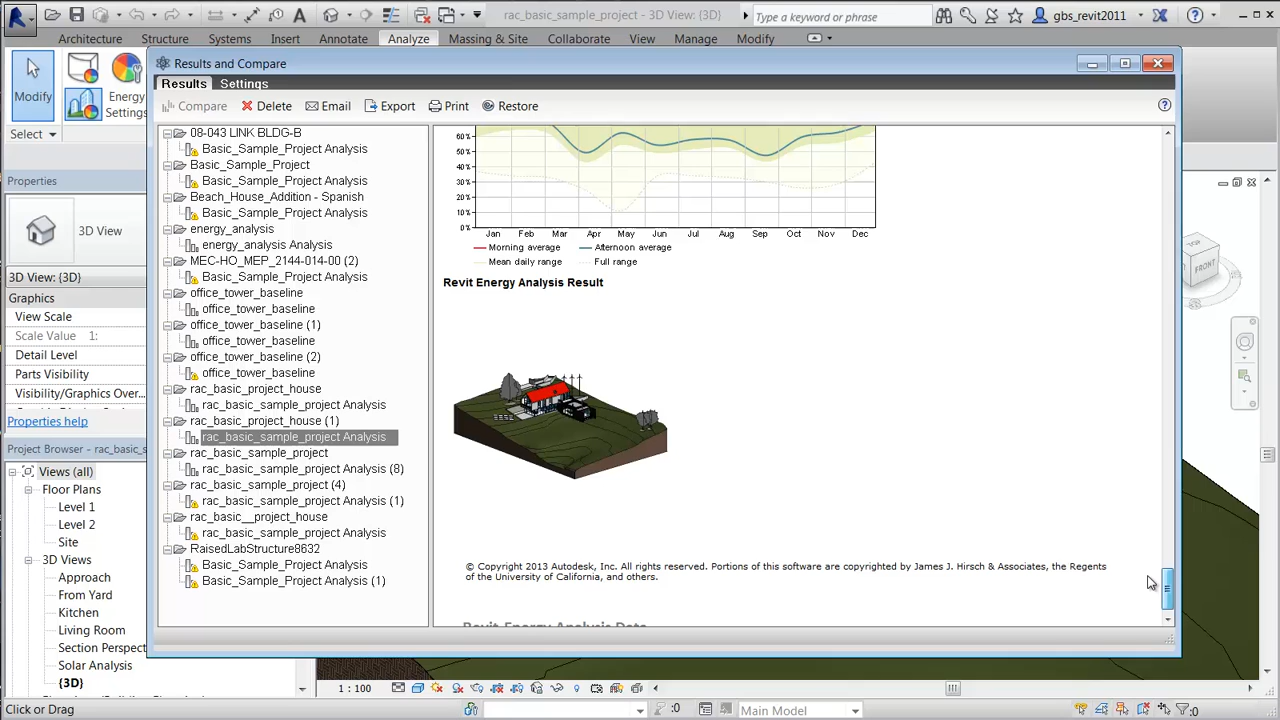 rac_basic_sample_project - 3D View: {3D}
Type a keyword or phrase
gbs_revit2011
Architecture Structure Systems Insert Annotate Analyze Massing & Site Collaborate View Manage Modify
Modify
Energy
Settings
Select
Results and Compare
Results Settings
Compare Delete Email Export Print Restore
Properties
3D View
3D View: {3D}
Graphics
View Scale
Scale Value 1:
Detail Level
Parts Visibility
Visibility/Graphics Over...
Properties help
Project Browser - rac_basic_s...
Views (all)
Floor Plans
Level 1
Level 2
Site
3D Views
Approach
From Yard
Kitchen
Living Room
Section Perspect
Solar Analysis
{3D}
08-043 LINK BLDG-B
Basic_Sample_Project Analysis
Basic_Sample_Project
Basic_Sample_Project Analysis
Beach_House_Addition - Spanish
Basic_Sample_Project Analysis
energy_analysis
energy_analysis Analysis
MEC-HO_MEP_2144-014-00 (2)
Basic_Sample_Project Analysis
office_tower_baseline
office_tower_baseline
office_tower_baseline (1)
office_tower_baseline
office_tower_baseline (2)
office_tower_baseline
rac_basic_project_house
rac_basic_sample_project Analysis
rac_basic_project_house (1)
rac_basic_sample_project Analysis
rac_basic_sample_project
rac_basic_sample_project Analysis (8)
rac_basic_sample_project (4)
rac_basic_sample_project Analysis (1)
rac_basic__project_house
rac_basic_sample_project Analysis
RaisedLabStructure8632
Basic_Sample_Project Analysis
Basic_Sample_Project Analysis (1)
60%
50%
40%
30%
20%
10%
0%
Jan Feb Mar Apr May Jun Jul Aug Sep Oct Nov Dec
Morning average Afternoon average
Mean daily range Full range
Revit Energy Analysis Result
© Copyright 2013 Autodesk, Inc. All rights reserved. Portions of this software are copyrighted by James J. Hirsch & Associates, the Regents
of the University of California, and others.
Revit Energy Analysis Data
TOP
FRONT
1 : 100
Click or Drag
:0
Main Model
:0